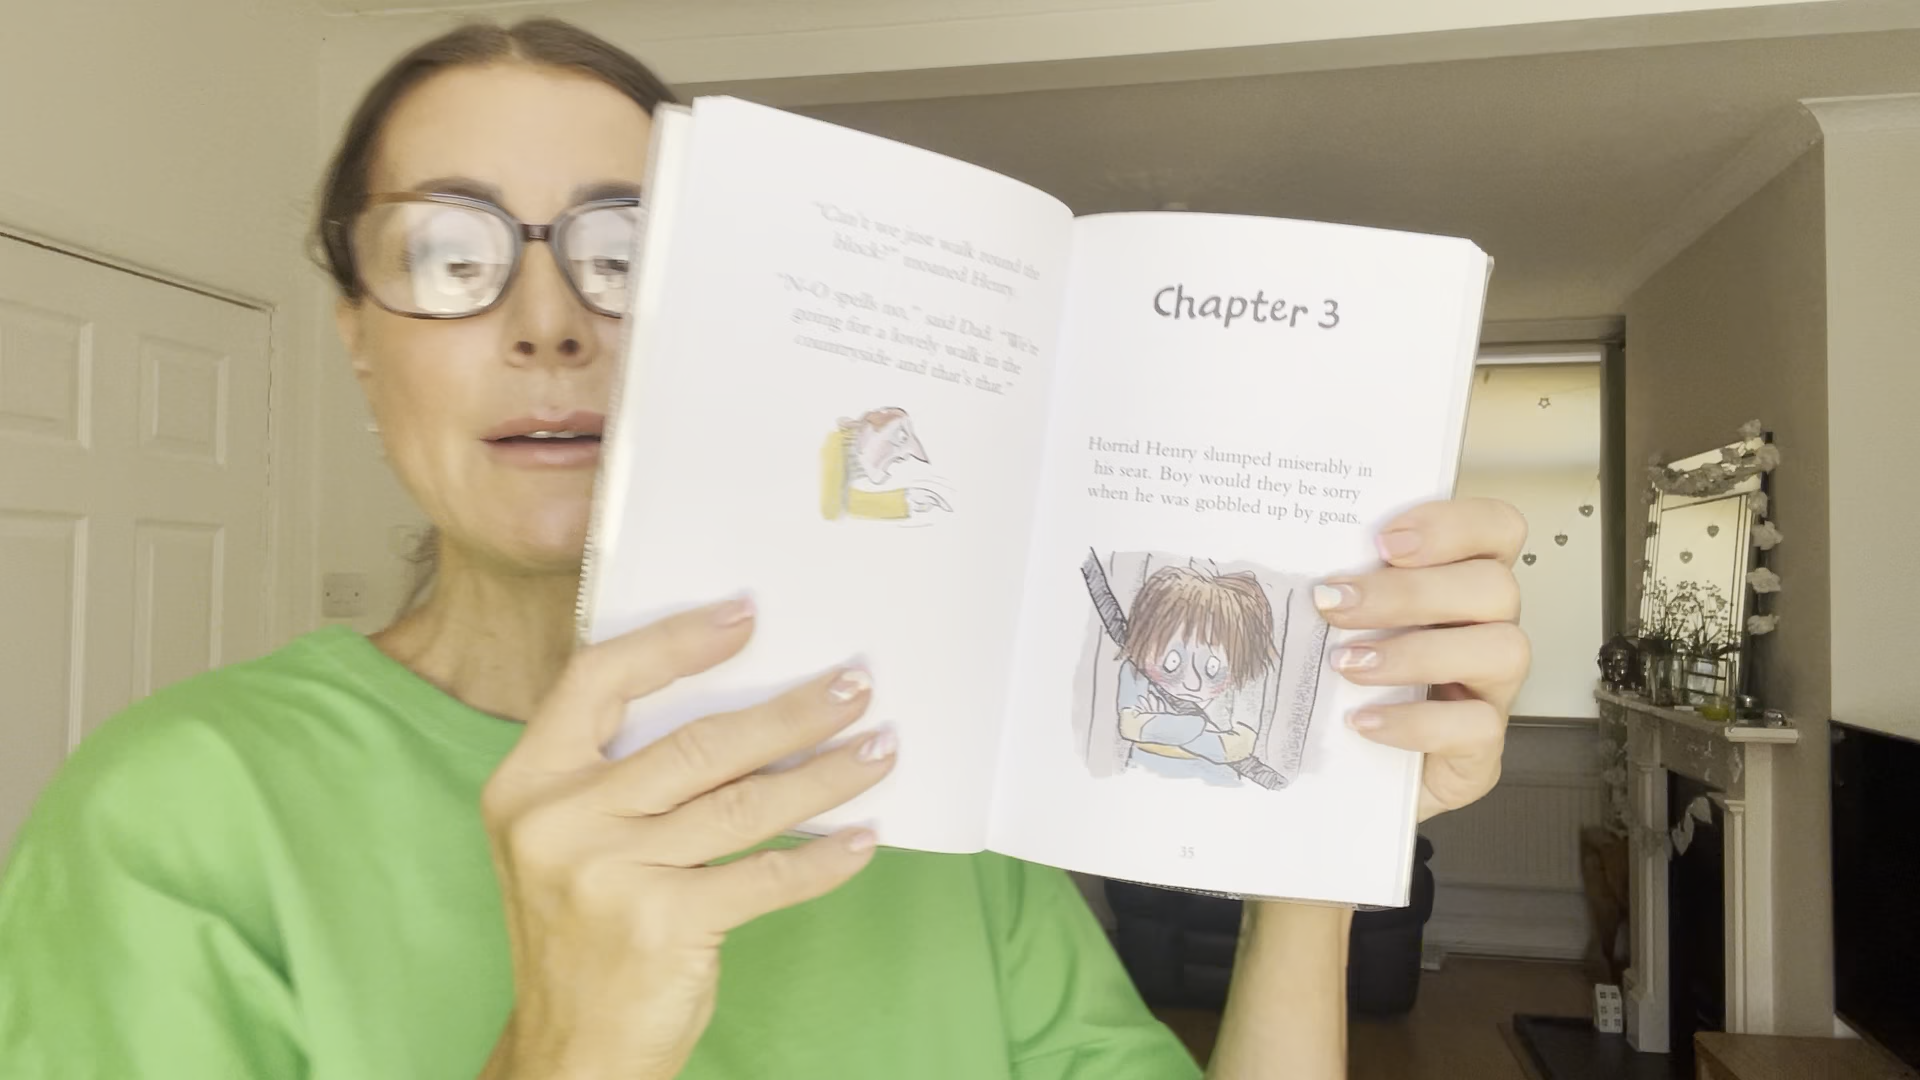 "Can't we just walk round the
block?" moaned Henry.
"N-O spells no," said Dad. "We're
going for a lovely walk in the
countryside and that's that."
Chapter 3
Horrid Henry slumped miserably in
his seat. Boy would they be sorry
when he was gobbled up by goats.
35